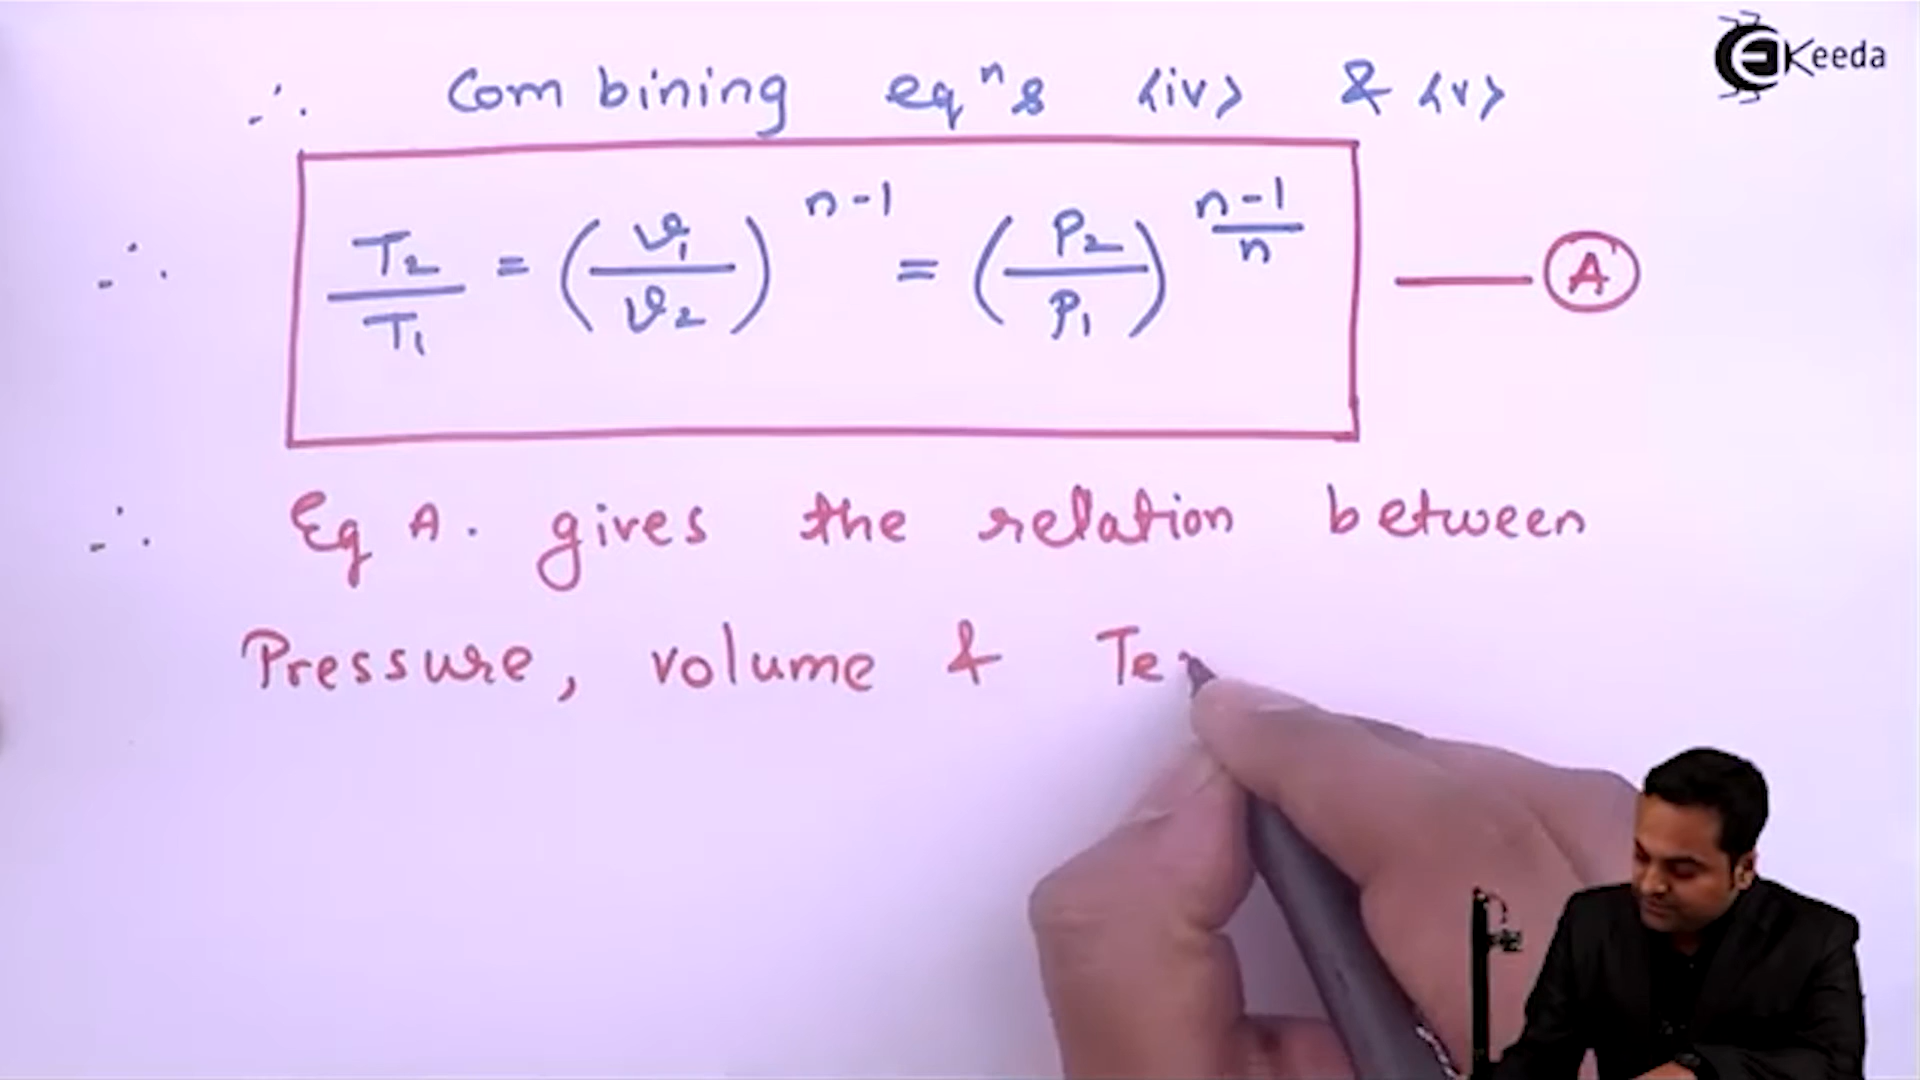 Keeda
∴ Combining eqⁿs <iv> & <v>
∴ T₂/T₁ = (v₁/v₂)ⁿ⁻¹ = (P₂/P₁)^((n-1)/n) — A
∴ Eq A. gives the relation between
Pressure, volume & Te